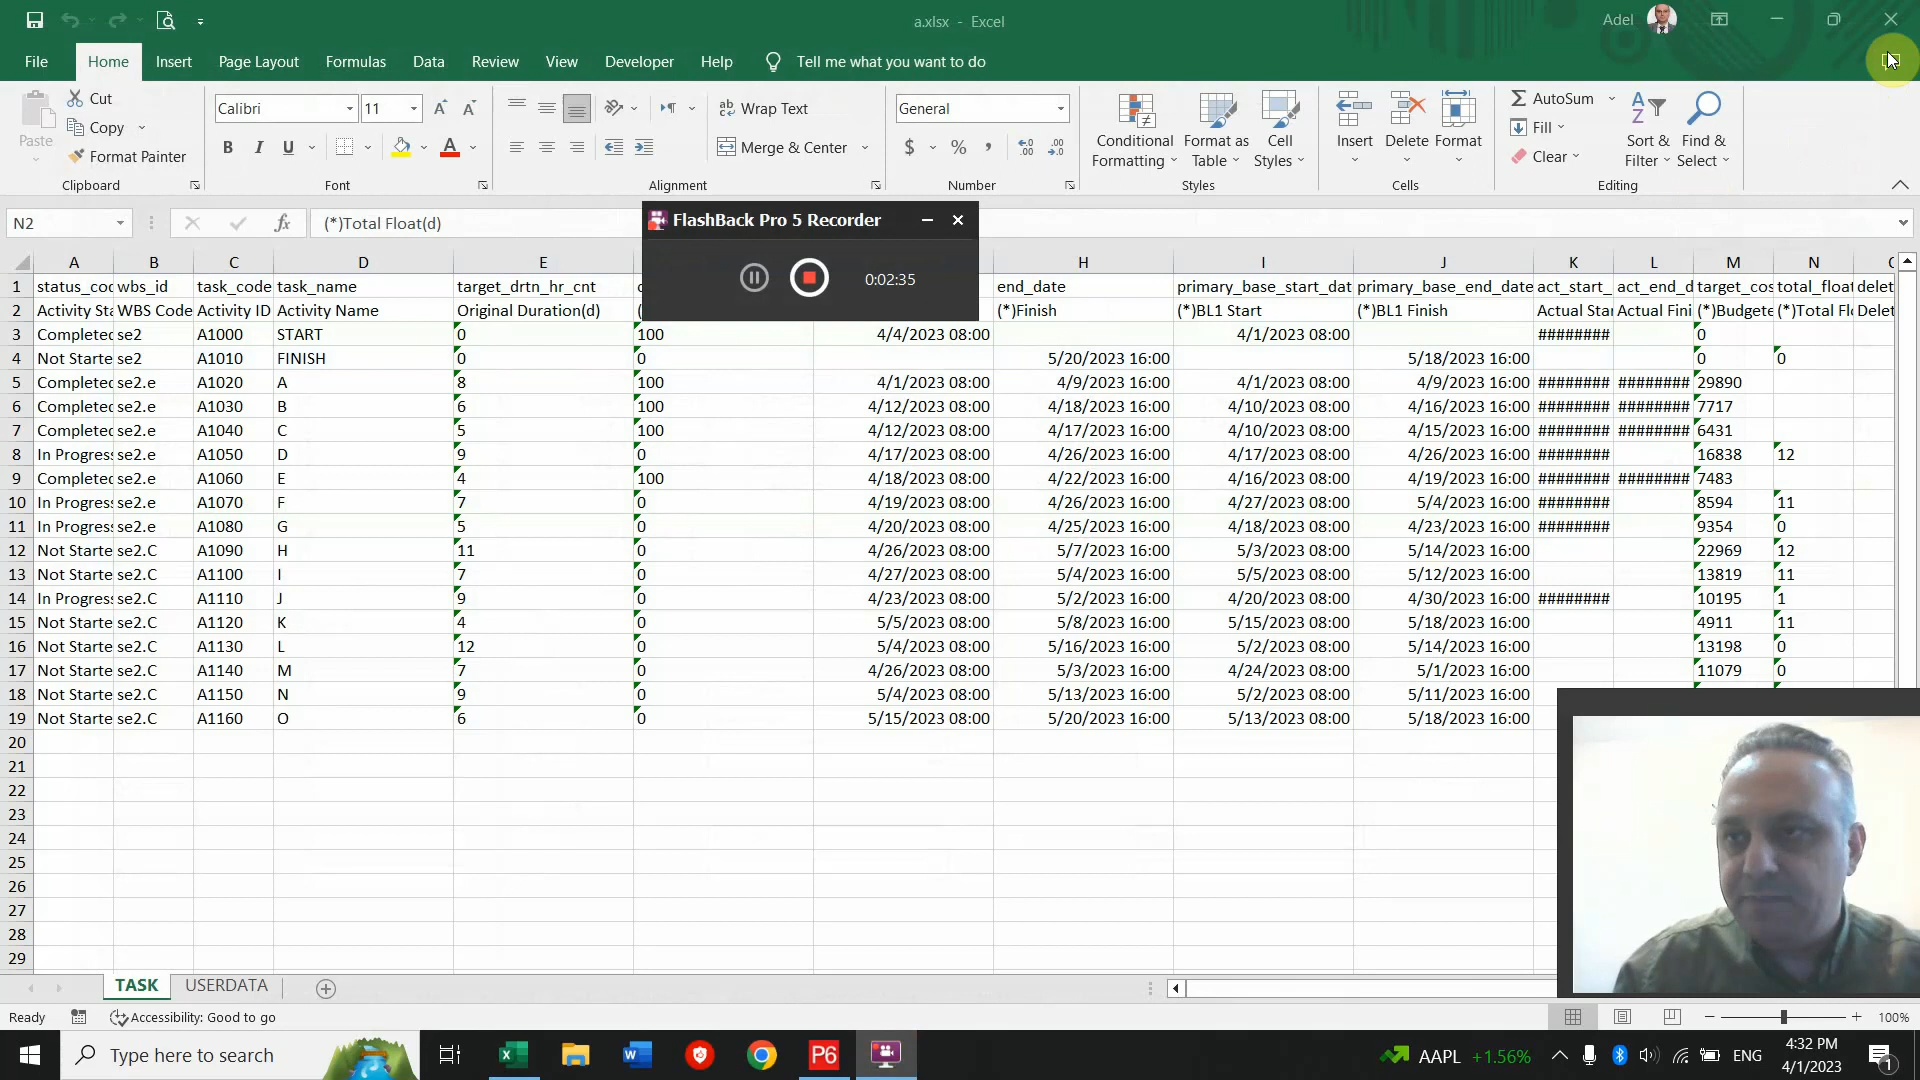 a.xlsx - Excel
Adel
File Home Insert Page Layout Formulas Data Review View Developer Help Tell me what you want to do
Paste
Cut
Copy
Format Painter
Clipboard
Calibri 11
B I U
Font
Wrap Text
Merge & Center
Alignment
General
$ %
Number
Conditional Formatting
Format as Table
Cell Styles
Styles
Insert Delete Format
Cells
AutoSum
Fill
Clear
Sort & Filter
Find & Select
Editing
N2 fx (*)Total Float(d)
FlashBack Pro 5 Recorder
0:02:35
A B C D E H I J K L M N
1 status_coc wbs_id task_code task_name target_drtn_hr_cnt end_date primary_base_start_dat primary_base_end_date act_start_ act_end_d target_cos total_float delet
2 Activity Sta WBS Code Activity ID Activity Name Original Duration(d) (*)Finish (*)BL1 Start (*)BL1 Finish Actual Star Actual Fini (*)Budgete (*)Total Fl Delet
3 Completed se2 A1000 START 0 100 4/4/2023 08:00 4/1/2023 08:00 ######## 0
4 Not Starte se2 A1010 FINISH 0 0 5/20/2023 16:00 5/18/2023 16:00 0 0
5 Completed se2.e A1020 A 8 100 4/1/2023 08:00 4/9/2023 16:00 4/1/2023 08:00 4/9/2023 16:00 ######## ######## 29890
6 Completed se2.e A1030 B 6 100 4/12/2023 08:00 4/18/2023 16:00 4/10/2023 08:00 4/16/2023 16:00 ######## ######## 7717
7 Completed se2.e A1040 C 5 100 4/12/2023 08:00 4/17/2023 16:00 4/10/2023 08:00 4/15/2023 16:00 ######## ######## 6431
8 In Progress se2.e A1050 D 9 0 4/17/2023 08:00 4/26/2023 16:00 4/17/2023 08:00 4/26/2023 16:00 ######## 16838 12
9 Completed se2.e A1060 E 4 100 4/18/2023 08:00 4/22/2023 16:00 4/16/2023 08:00 4/19/2023 16:00 ######## ######## 7483
10 In Progress se2.e A1070 F 7 0 4/19/2023 08:00 4/26/2023 16:00 4/27/2023 08:00 5/4/2023 16:00 ######## 8594 11
11 In Progress se2.e A1080 G 5 0 4/20/2023 08:00 4/25/2023 16:00 4/18/2023 08:00 4/23/2023 16:00 ######## 9354 0
12 Not Starte se2.C A1090 H 11 0 4/26/2023 08:00 5/7/2023 16:00 5/3/2023 08:00 5/14/2023 16:00 22969 12
13 Not Starte se2.C A1100 I 7 0 4/27/2023 08:00 5/4/2023 16:00 5/5/2023 08:00 5/12/2023 16:00 13819 11
14 In Progress se2.C A1110 J 9 0 4/23/2023 08:00 5/2/2023 16:00 4/20/2023 08:00 4/30/2023 16:00 ######## 10195 1
15 Not Starte se2.C A1120 K 4 0 5/5/2023 08:00 5/8/2023 16:00 5/15/2023 08:00 5/18/2023 16:00 4911 11
16 Not Starte se2.C A1130 L 12 0 5/4/2023 08:00 5/16/2023 16:00 5/2/2023 08:00 5/14/2023 16:00 13198 0
17 Not Starte se2.C A1140 M 7 0 4/26/2023 08:00 5/3/2023 16:00 4/24/2023 08:00 5/1/2023 16:00 11079 0
18 Not Starte se2.C A1150 N 9 0 5/4/2023 08:00 5/13/2023 16:00 5/2/2023 08:00 5/11/2023 16:00
19 Not Starte se2.C A1160 O 6 0 5/15/2023 08:00 5/20/2023 16:00 5/13/2023 08:00 5/18/2023 16:00
20
21
22
23
24
25
26
27
28
29
TASK USERDATA
Ready Accessibility: Good to go 100%
Type here to search
P6
AAPL +1.56%
ENG
4:32 PM
4/1/2023
1